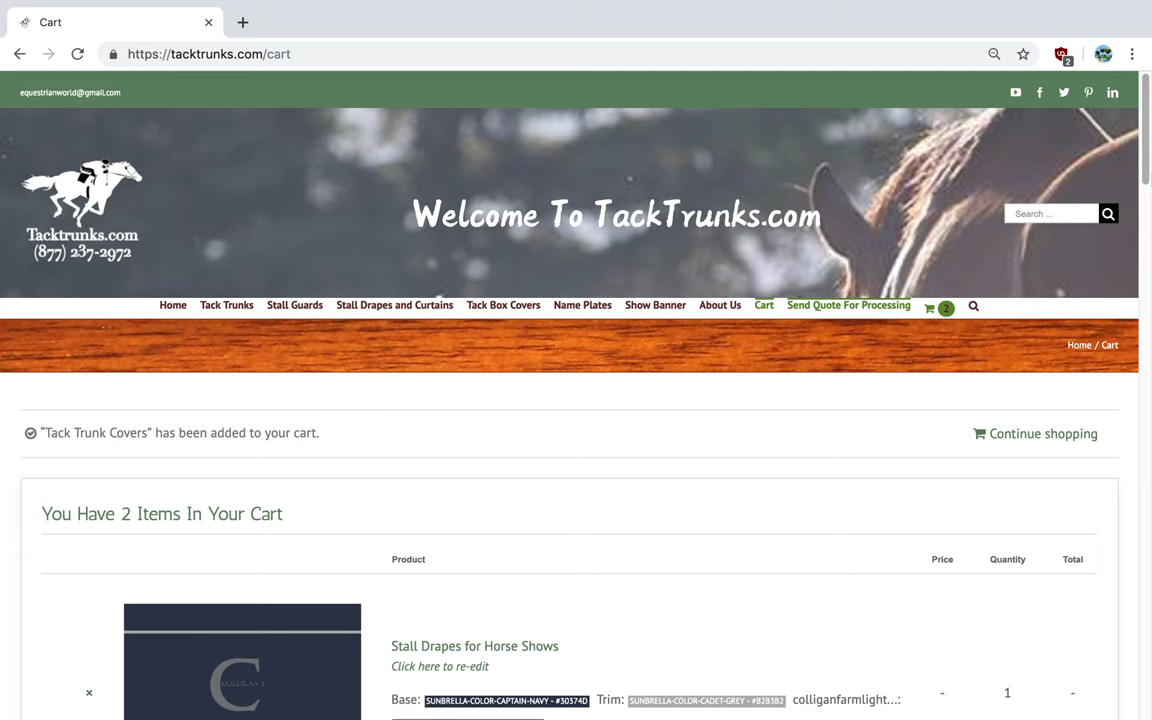 Cart
https://tacktrunks.com/cart
2
equestrianworld@gmail.com
Tacktrunks.com
(877) 237-2972
Welcome To TackTrunks.com
Search ...
Home Tack Trunks Stall Guards Stall Drapes and Curtains Tack Box Covers Name Plates Show Banner About Us Cart Send Quote For Processing 2
Home / Cart
“Tack Trunk Covers” has been added to your cart. Continue shopping
You Have 2 Items In Your Cart
Product Price Quantity Total
Stall Drapes for Horse Shows
Click here to re-edit
C
× - 1 -
Base: SUNBRELLA-COLOR-CAPTAIN-NAVY - #30374D Trim: SUNBRELLA-COLOR-CADET-GREY - #B2B3B2 colliganfarmlight...: